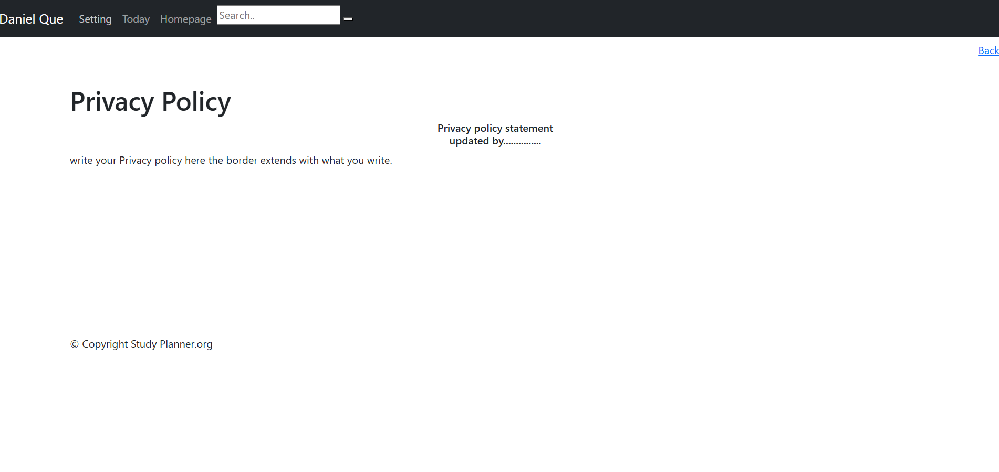 Daniel Que Setting Today Homepage Search..
Back
Privacy Policy
Privacy policy statement
updated by...............
write your Privacy policy here the border extends with what you write.
© Copyright Study Planner.org